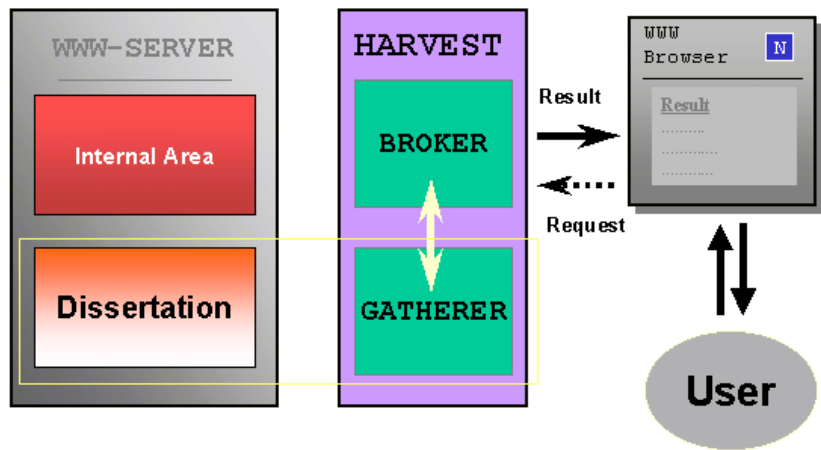 WWW-SERVER
Internal Area
Dissertation
HARVEST
BROKER
GATHERER
Result
Request
WWW
Browser
N
Result
............
...............
..............
User